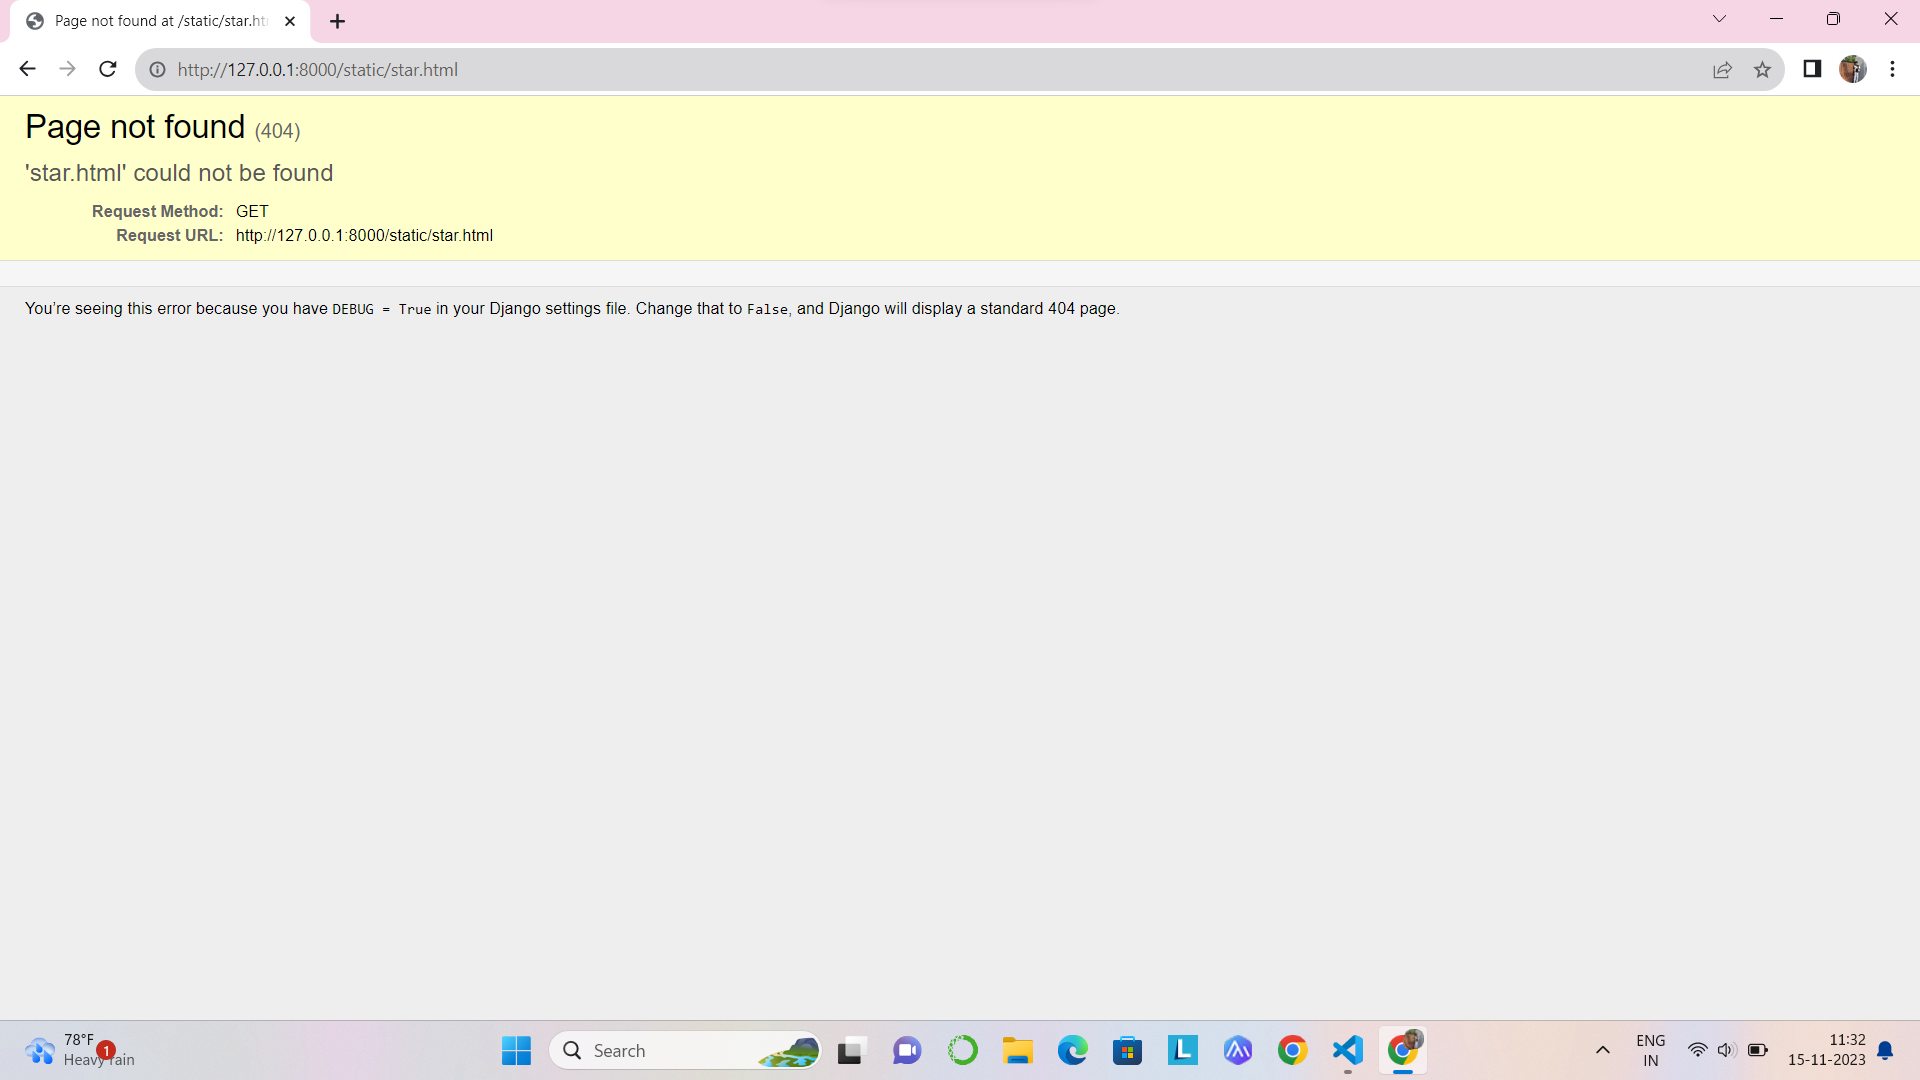 Page not found at /static/star.ht
http://127.0.0.1:8000/static/star.html
Page not found (404)
'star.html' could not be found
Request Method: GET
Request URL: http://127.0.0.1:8000/static/star.html
You’re seeing this error because you have DEBUG = True in your Django settings file. Change that to False, and Django will display a standard 404 page.
78°F
1
Heavy rain
Search
L
ENG
IN
11:32
15-11-2023